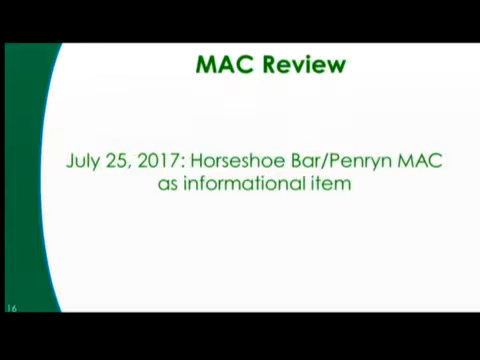 MAC Review
July 25, 2017: Horseshoe Bar/Penryn MAC
as informational item
16